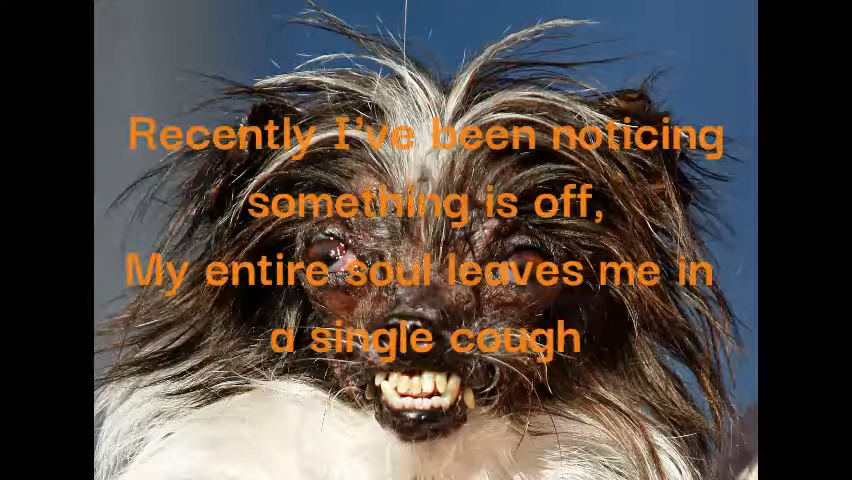 Recently I've been noticing
something is off,
My entire soul leaves me in
a single cough